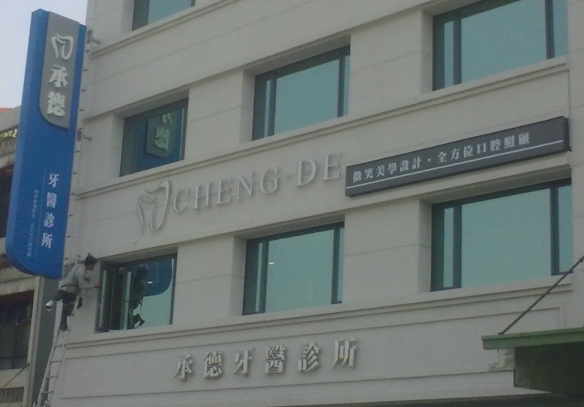 承德
牙醫診所
CHENG-DE
微笑美學設計·全方位口腔照顧
承德牙醫診所